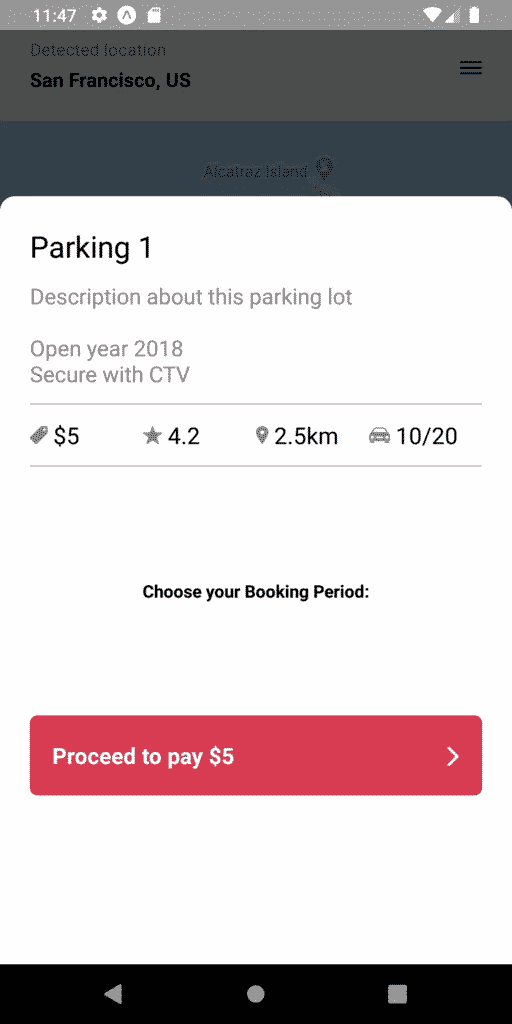 11:47
Detected location
San Francisco, US
Alcatraz Island
Parking 1
Description about this parking lot
Open year 2018
Secure with CTV
$5 4.2 2.5km 10/20
Choose your Booking Period:
Proceed to pay $5